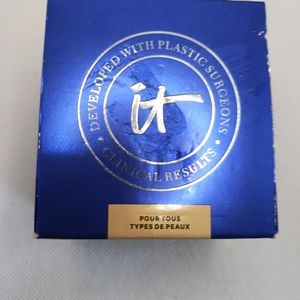 DEVELOPED WITH PLASTIC SURGEONS
it
CLINICAL RESULTS
POUR TOUS
TYPES DE PEAUX